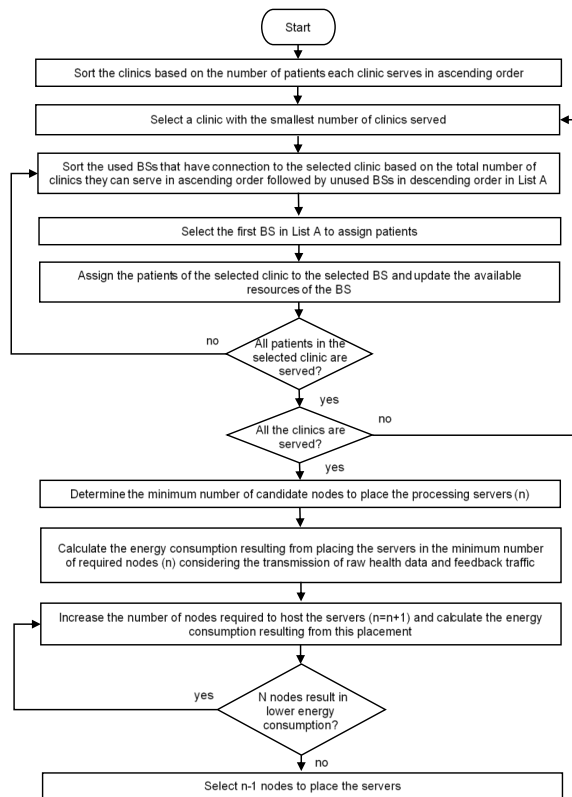 Start
Sort the clinics based on the number of patients each clinic serves in ascending order
Select a clinic with the smallest number of clinics served
Sort the used BSs that have connection to the selected clinic based on the total number of
clinics they can serve in ascending order followed by unused BSs in descending order in List A
Select the first BS in List A to assign patients
Assign the patients of the selected clinic to the selected BS and update the available
resources of the BS
no
All patients in the
selected clinic are
served?
yes
no
All the clinics are
served?
yes
Determine the minimum number of candidate nodes to place the processing servers (n)
Calculate the energy consumption resulting from placing the servers in the minimum number
of required nodes (n) considering the transmission of raw health data and feedback traffic
Increase the number of nodes required to host the servers (n=n+1) and calculate the energy
consumption resulting from this placement
yes
N nodes result in
lower energy
consumption?
no
Select n-1 nodes to place the servers